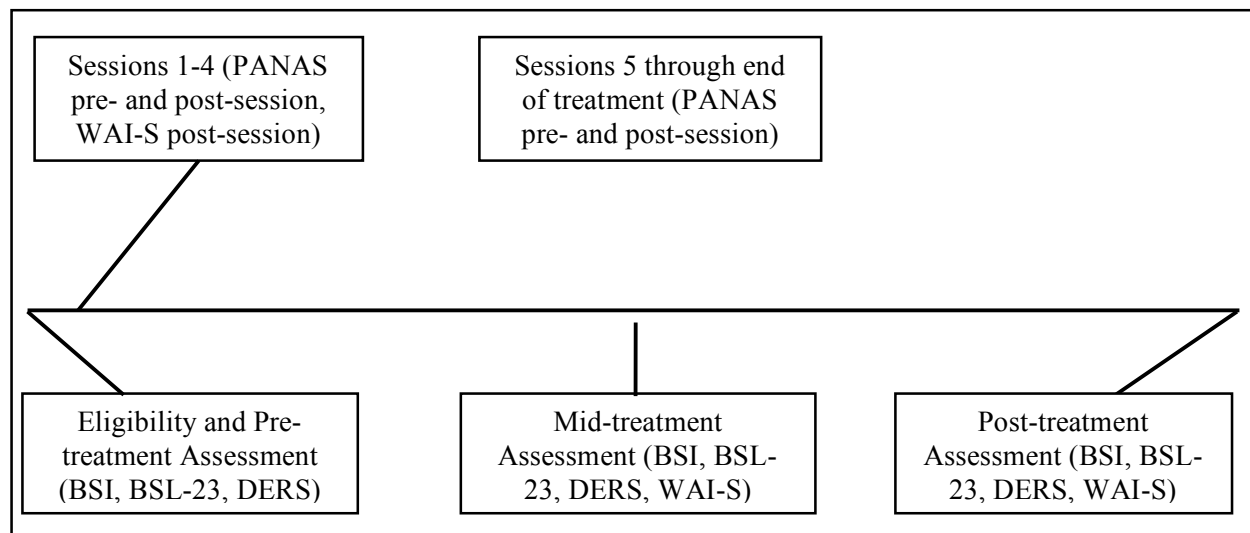 Sessions 1-4 (PANAS
pre- and post-session,
WAI-S post-session)
Sessions 5 through end
of treatment (PANAS
pre- and post-session)
Eligibility and Pre-
treatment Assessment
(BSI, BSL-23, DERS)
Mid-treatment
Assessment (BSI, BSL-
23, DERS, WAI-S)
Post-treatment
Assessment (BSI, BSL-
23, DERS, WAI-S)